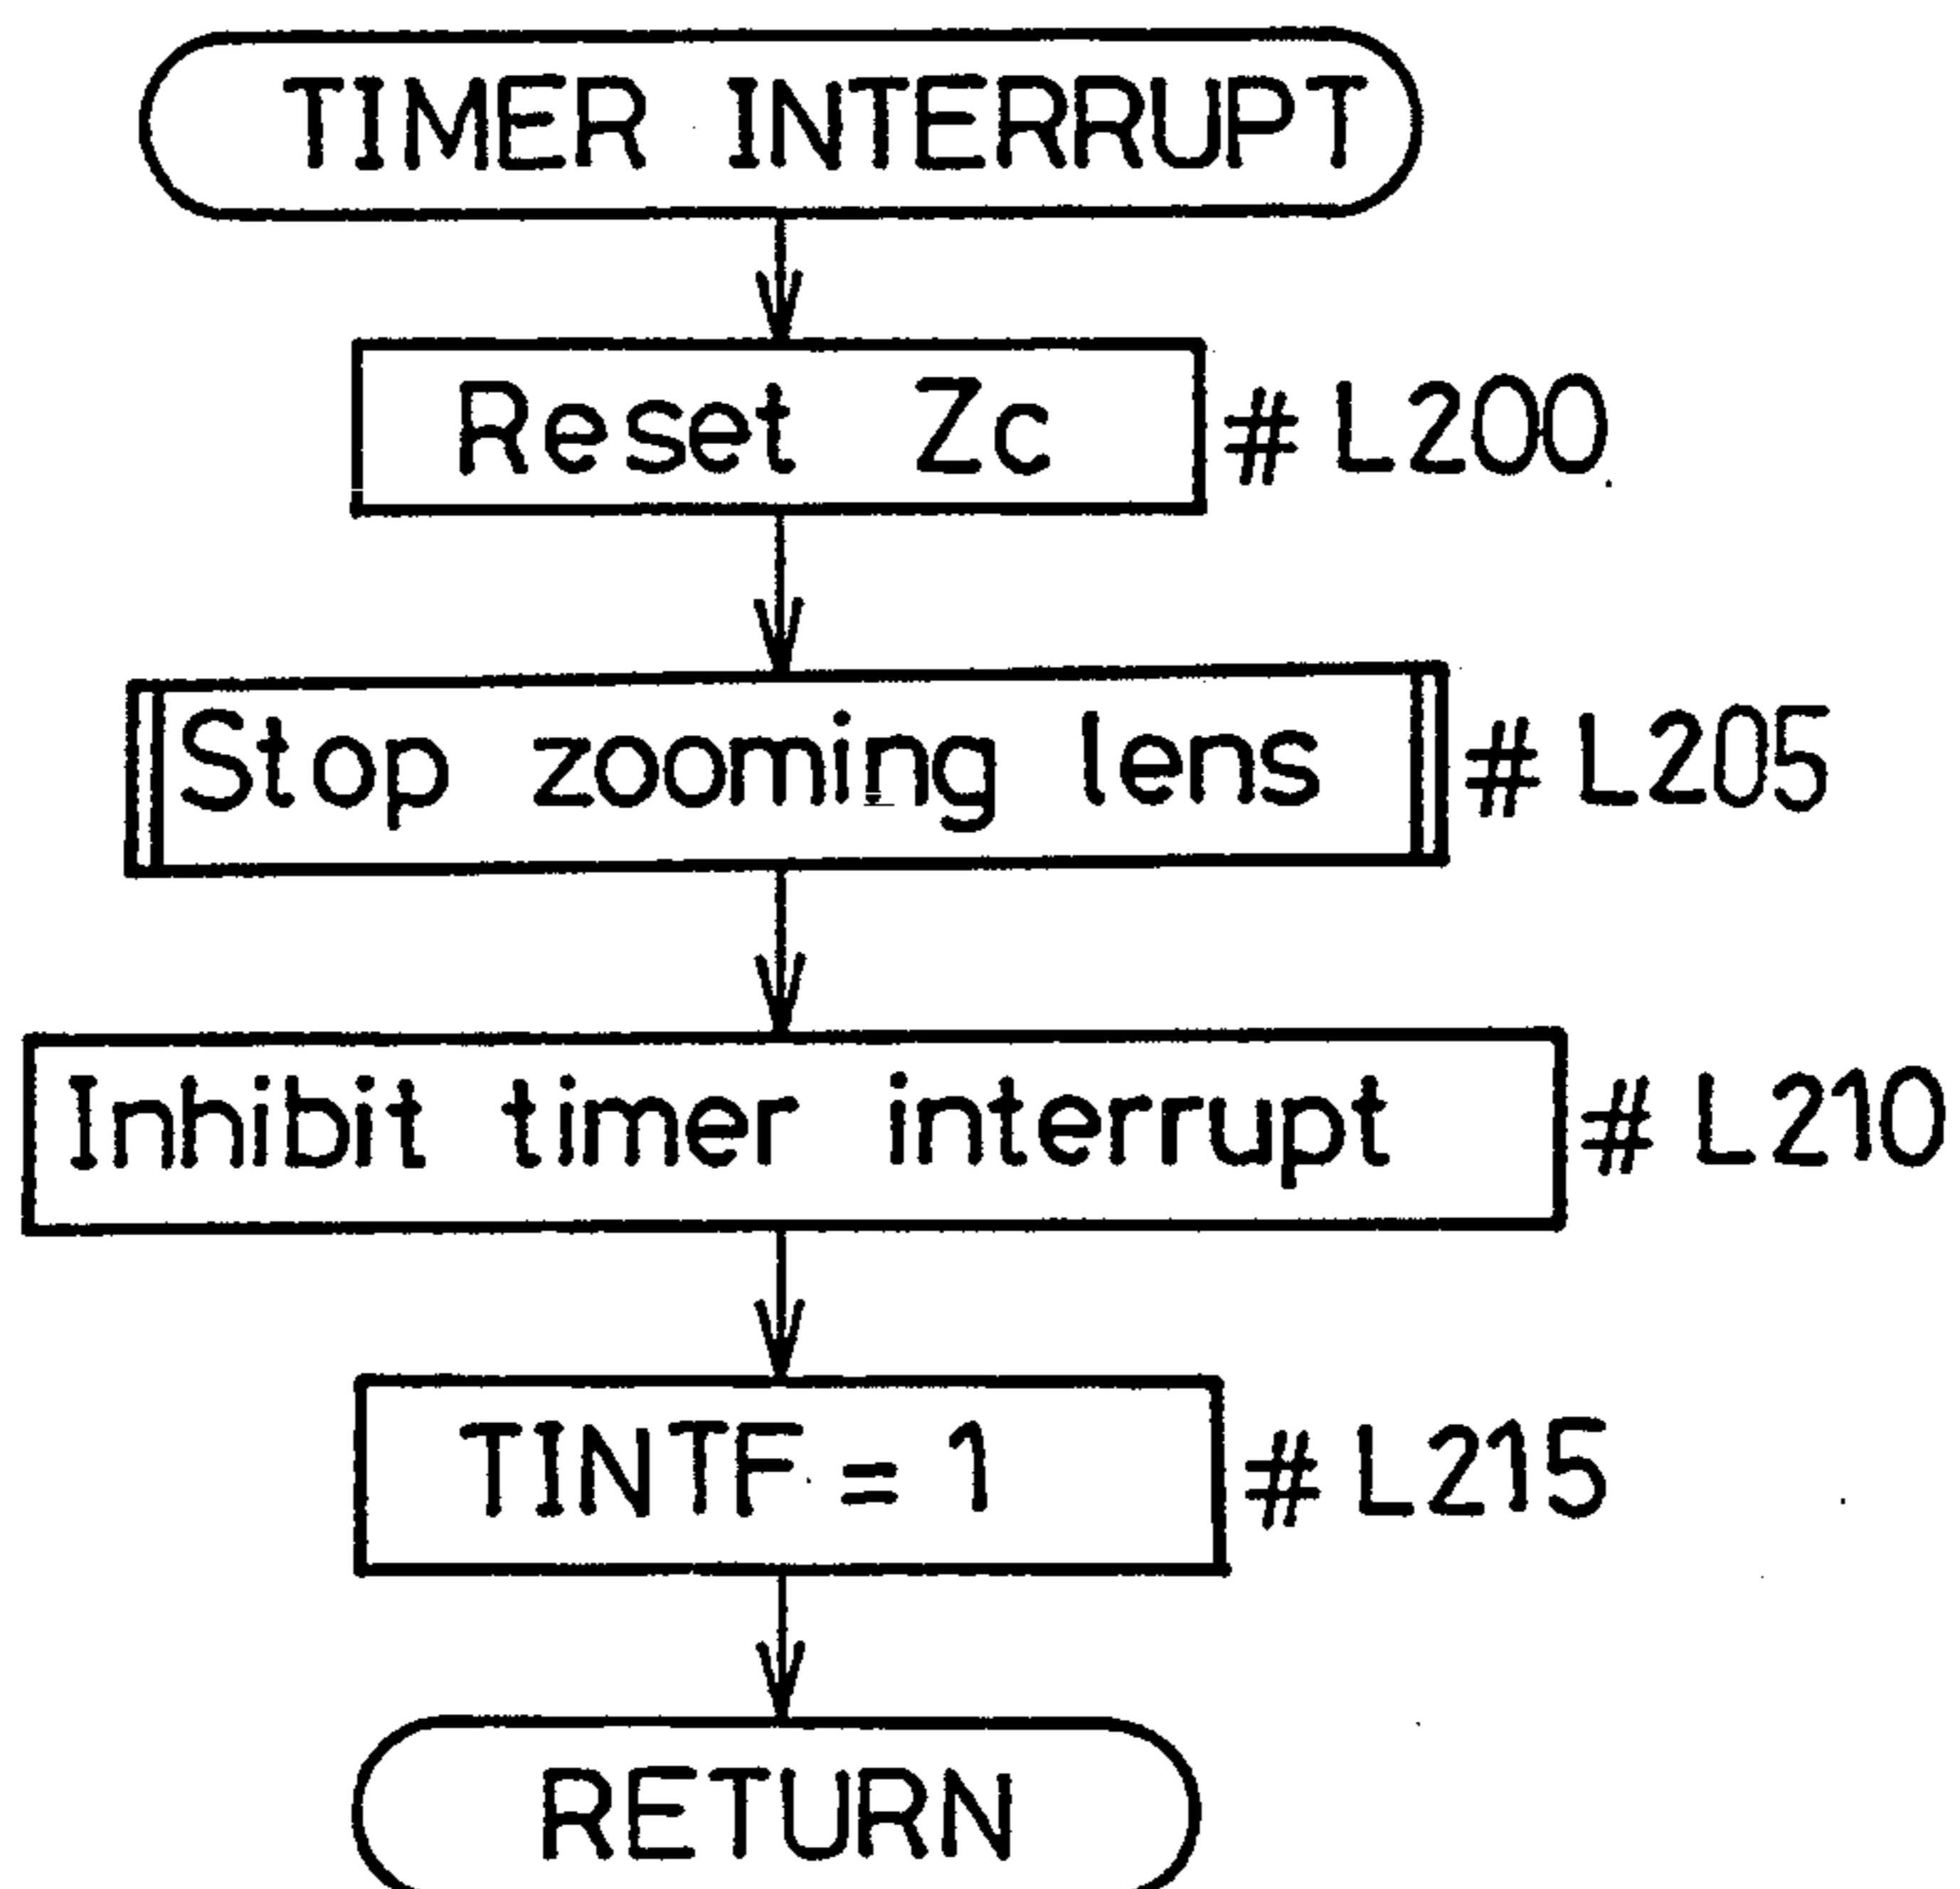 TIMER INTERRUPT
Reset Zc #L200
Stop zooming lens #L205
Inhibit timer interrupt #L210
TINTF = 1 #L215
RETURN